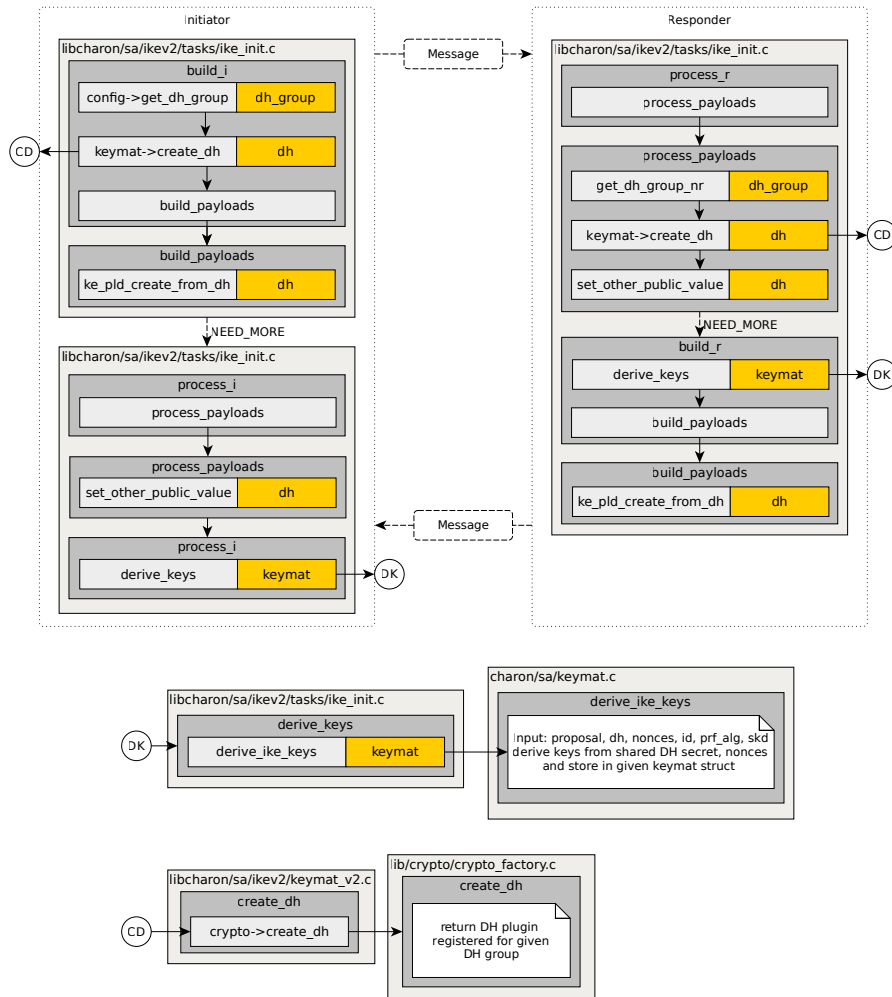 Initiator
libcharon/sa/ikev2/tasks/ike_init.c
build_i
config->get_dh_group dh_group
CD
keymat->create_dh dh
build_payloads
build_payloads
ke_pld_create_from_dh dh
NEED_MORE
libcharon/sa/ikev2/tasks/ike_init.c
process_i
process_payloads
process_payloads
set_other_public_value dh
process_i
derive_keys keymat
DK
Message
Message
Responder
libcharon/sa/ikev2/tasks/ike_init.c
process_r
process_payloads
process_payloads
get_dh_group_nr dh_group
keymat->create_dh dh
CD
set_other_public_value dh
NEED_MORE
build_r
derive_keys keymat
DK
build_payloads
build_payloads
ke_pld_create_from_dh dh
libcharon/sa/ikev2/tasks/ike_init.c
derive_keys
DK
derive_ike_keys keymat
charon/sa/keymat.c
derive_ike_keys
Input: proposal, dh, nonces, id, prf_alg, skd
derive keys from shared DH secret, nonces
and store in given keymat struct
libcharon/sa/ikev2/keymat_v2.c
create_dh
CD
crypto->create_dh
lib/crypto/crypto_factory.c
create_dh
return DH plugin
registered for given
DH group